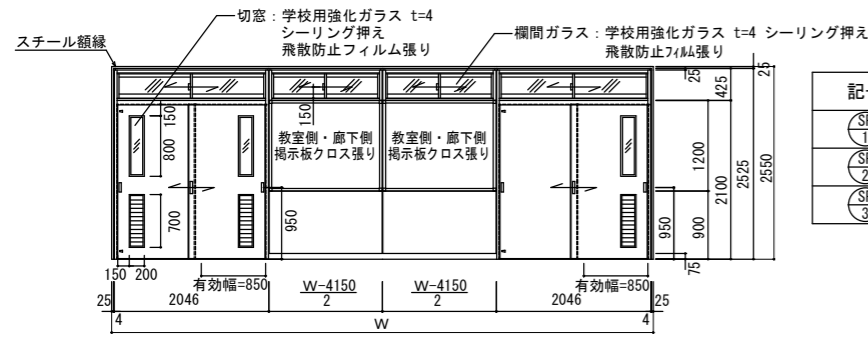 切窓：学校用強化ガラス t=4
シーリング押え
飛散防止フィルム張り
欄間ガラス：学校用強化ガラス t=4 シーリング押え
飛散防止ﾌｨﾙﾑ張り
スチール額縁
25
25
425
150
150
800
700
教室側・廊下側
掲示板クロス張り
教室側・廊下側
掲示板クロス張り
1200
2100
2525
2550
950
950
900
75
150 200
有効幅=850
有効幅=850
25
2046
W-4150
2
W-4150
2
2046
25
4
W
4
1
2
3